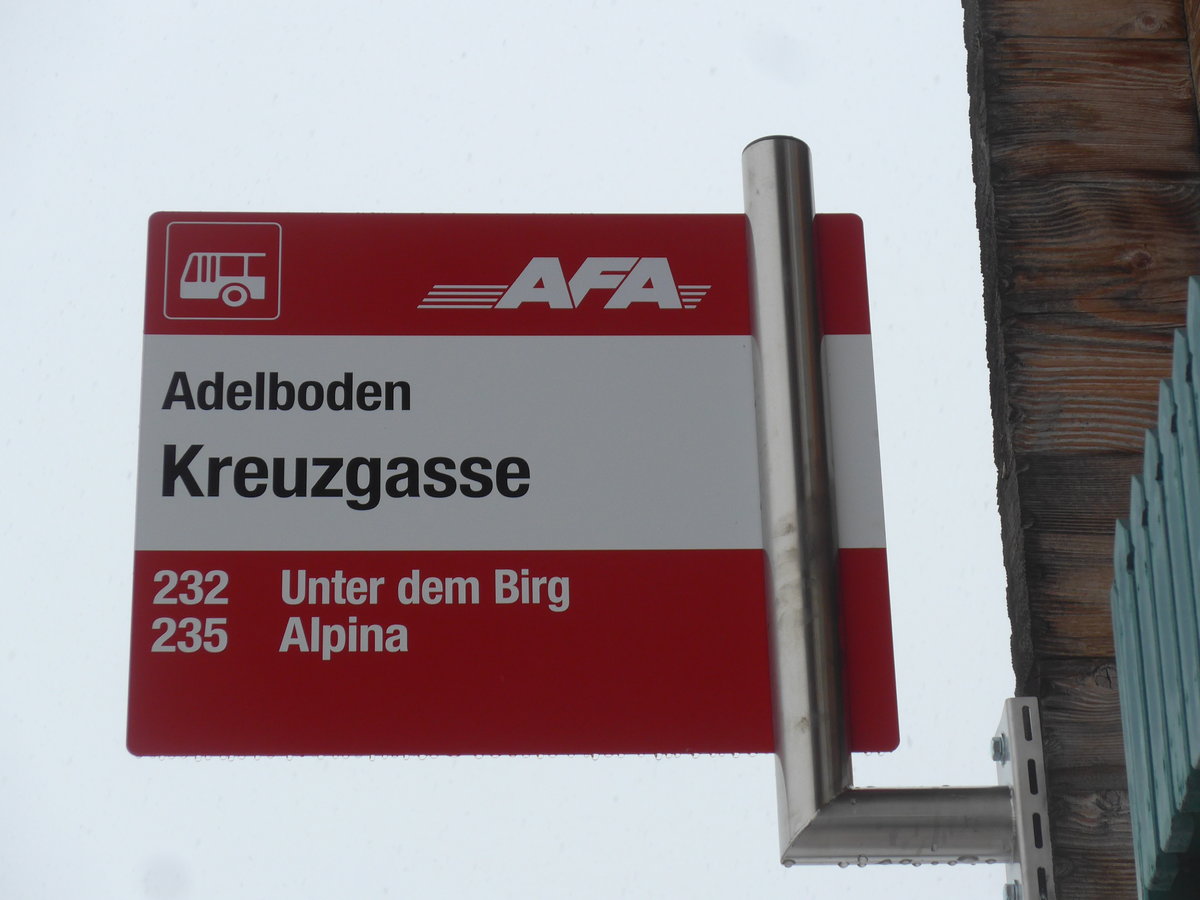 AFA
Adelboden
Kreuzgasse
232 Unter dem Birg
235 Alpina